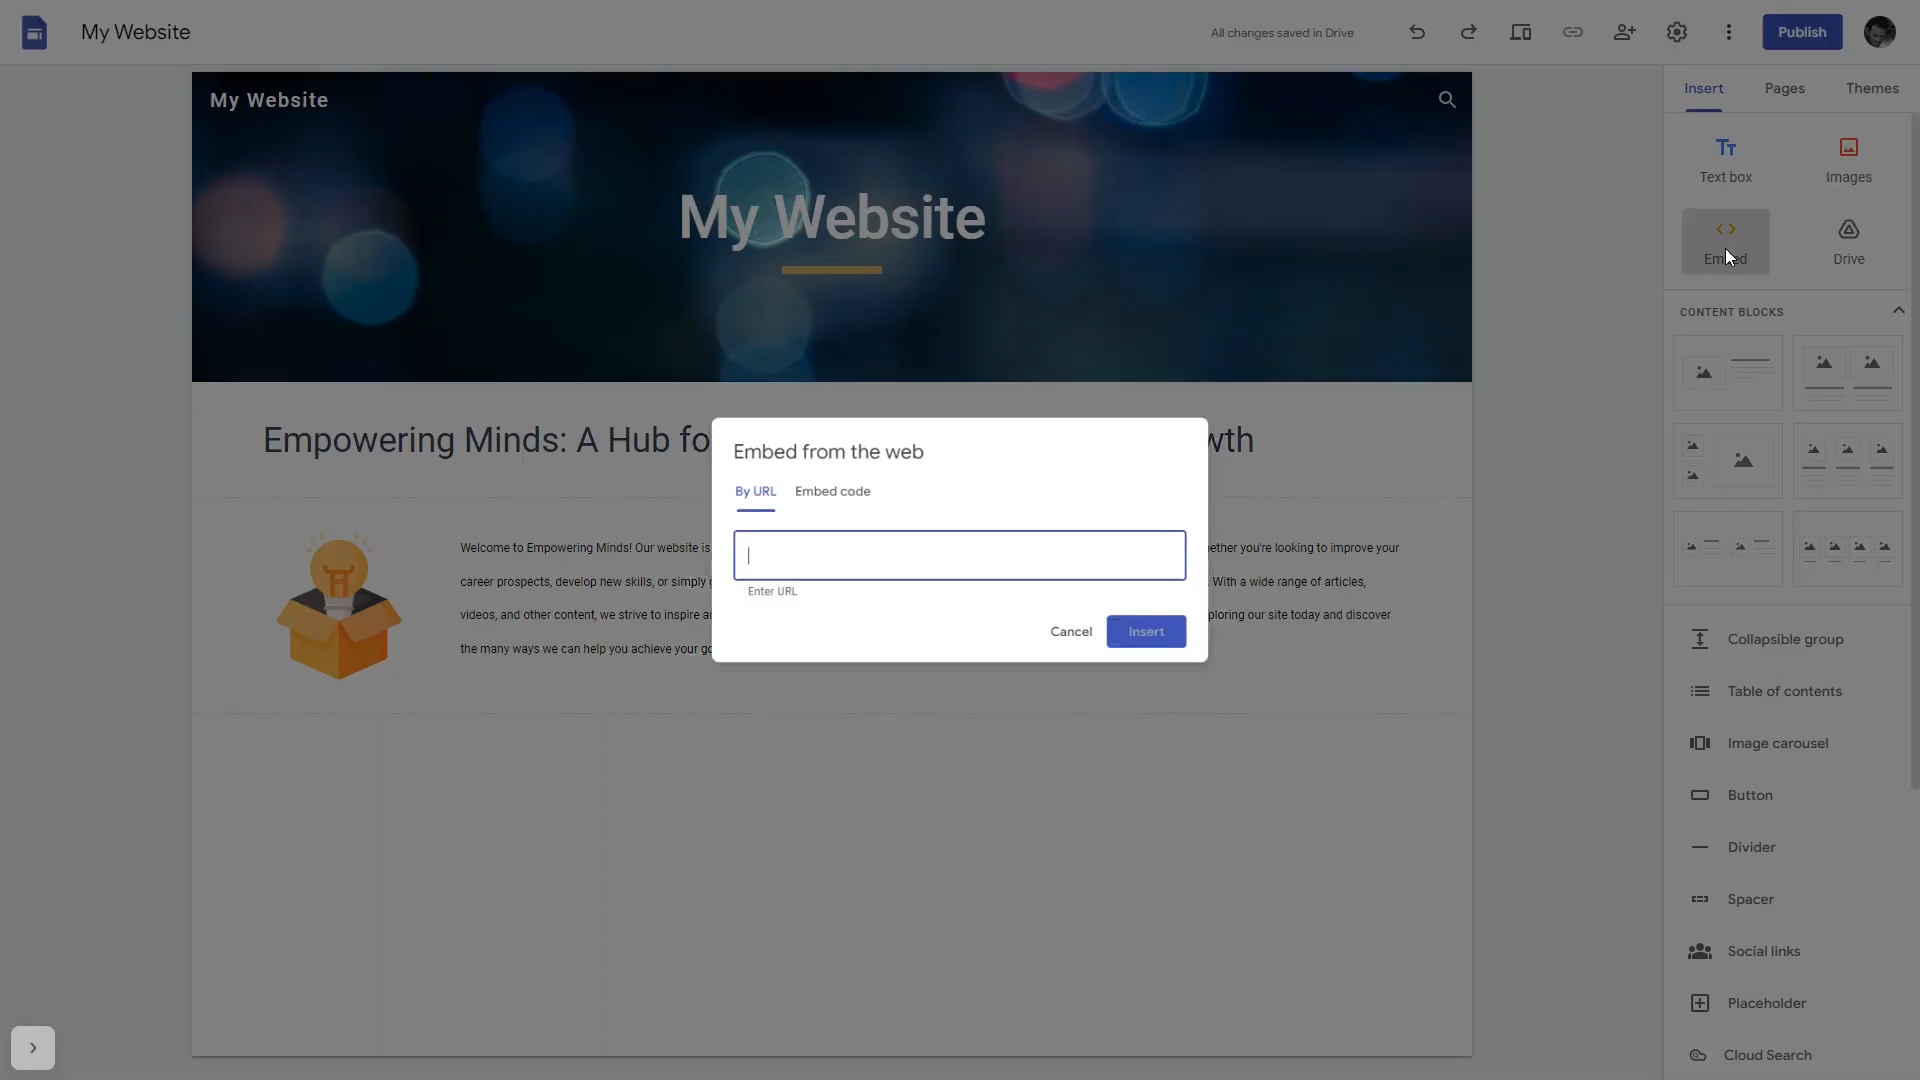 My Website
All changes saved in Drive
Publish
My Website
Insert
Pages
Themes
Text box
Images
My Website
Embed
Drive
CONTENT BLOCKS
Empowering Minds: A Hub fo
wth
Embed from the web
By URL
Embed code
Enter URL
Cancel
Insert
Welcome to Empowering Minds! Our website is
ether you're looking to improve your
career prospects, develop new skills, or simply
With a wide range of articles,
videos, and other content, we strive to inspire a
ploring our site today and discover
the many ways we can help you achieve your go
Collapsible group
Table of contents
Image carousel
Button
Divider
Spacer
Social links
Placeholder
Cloud Search